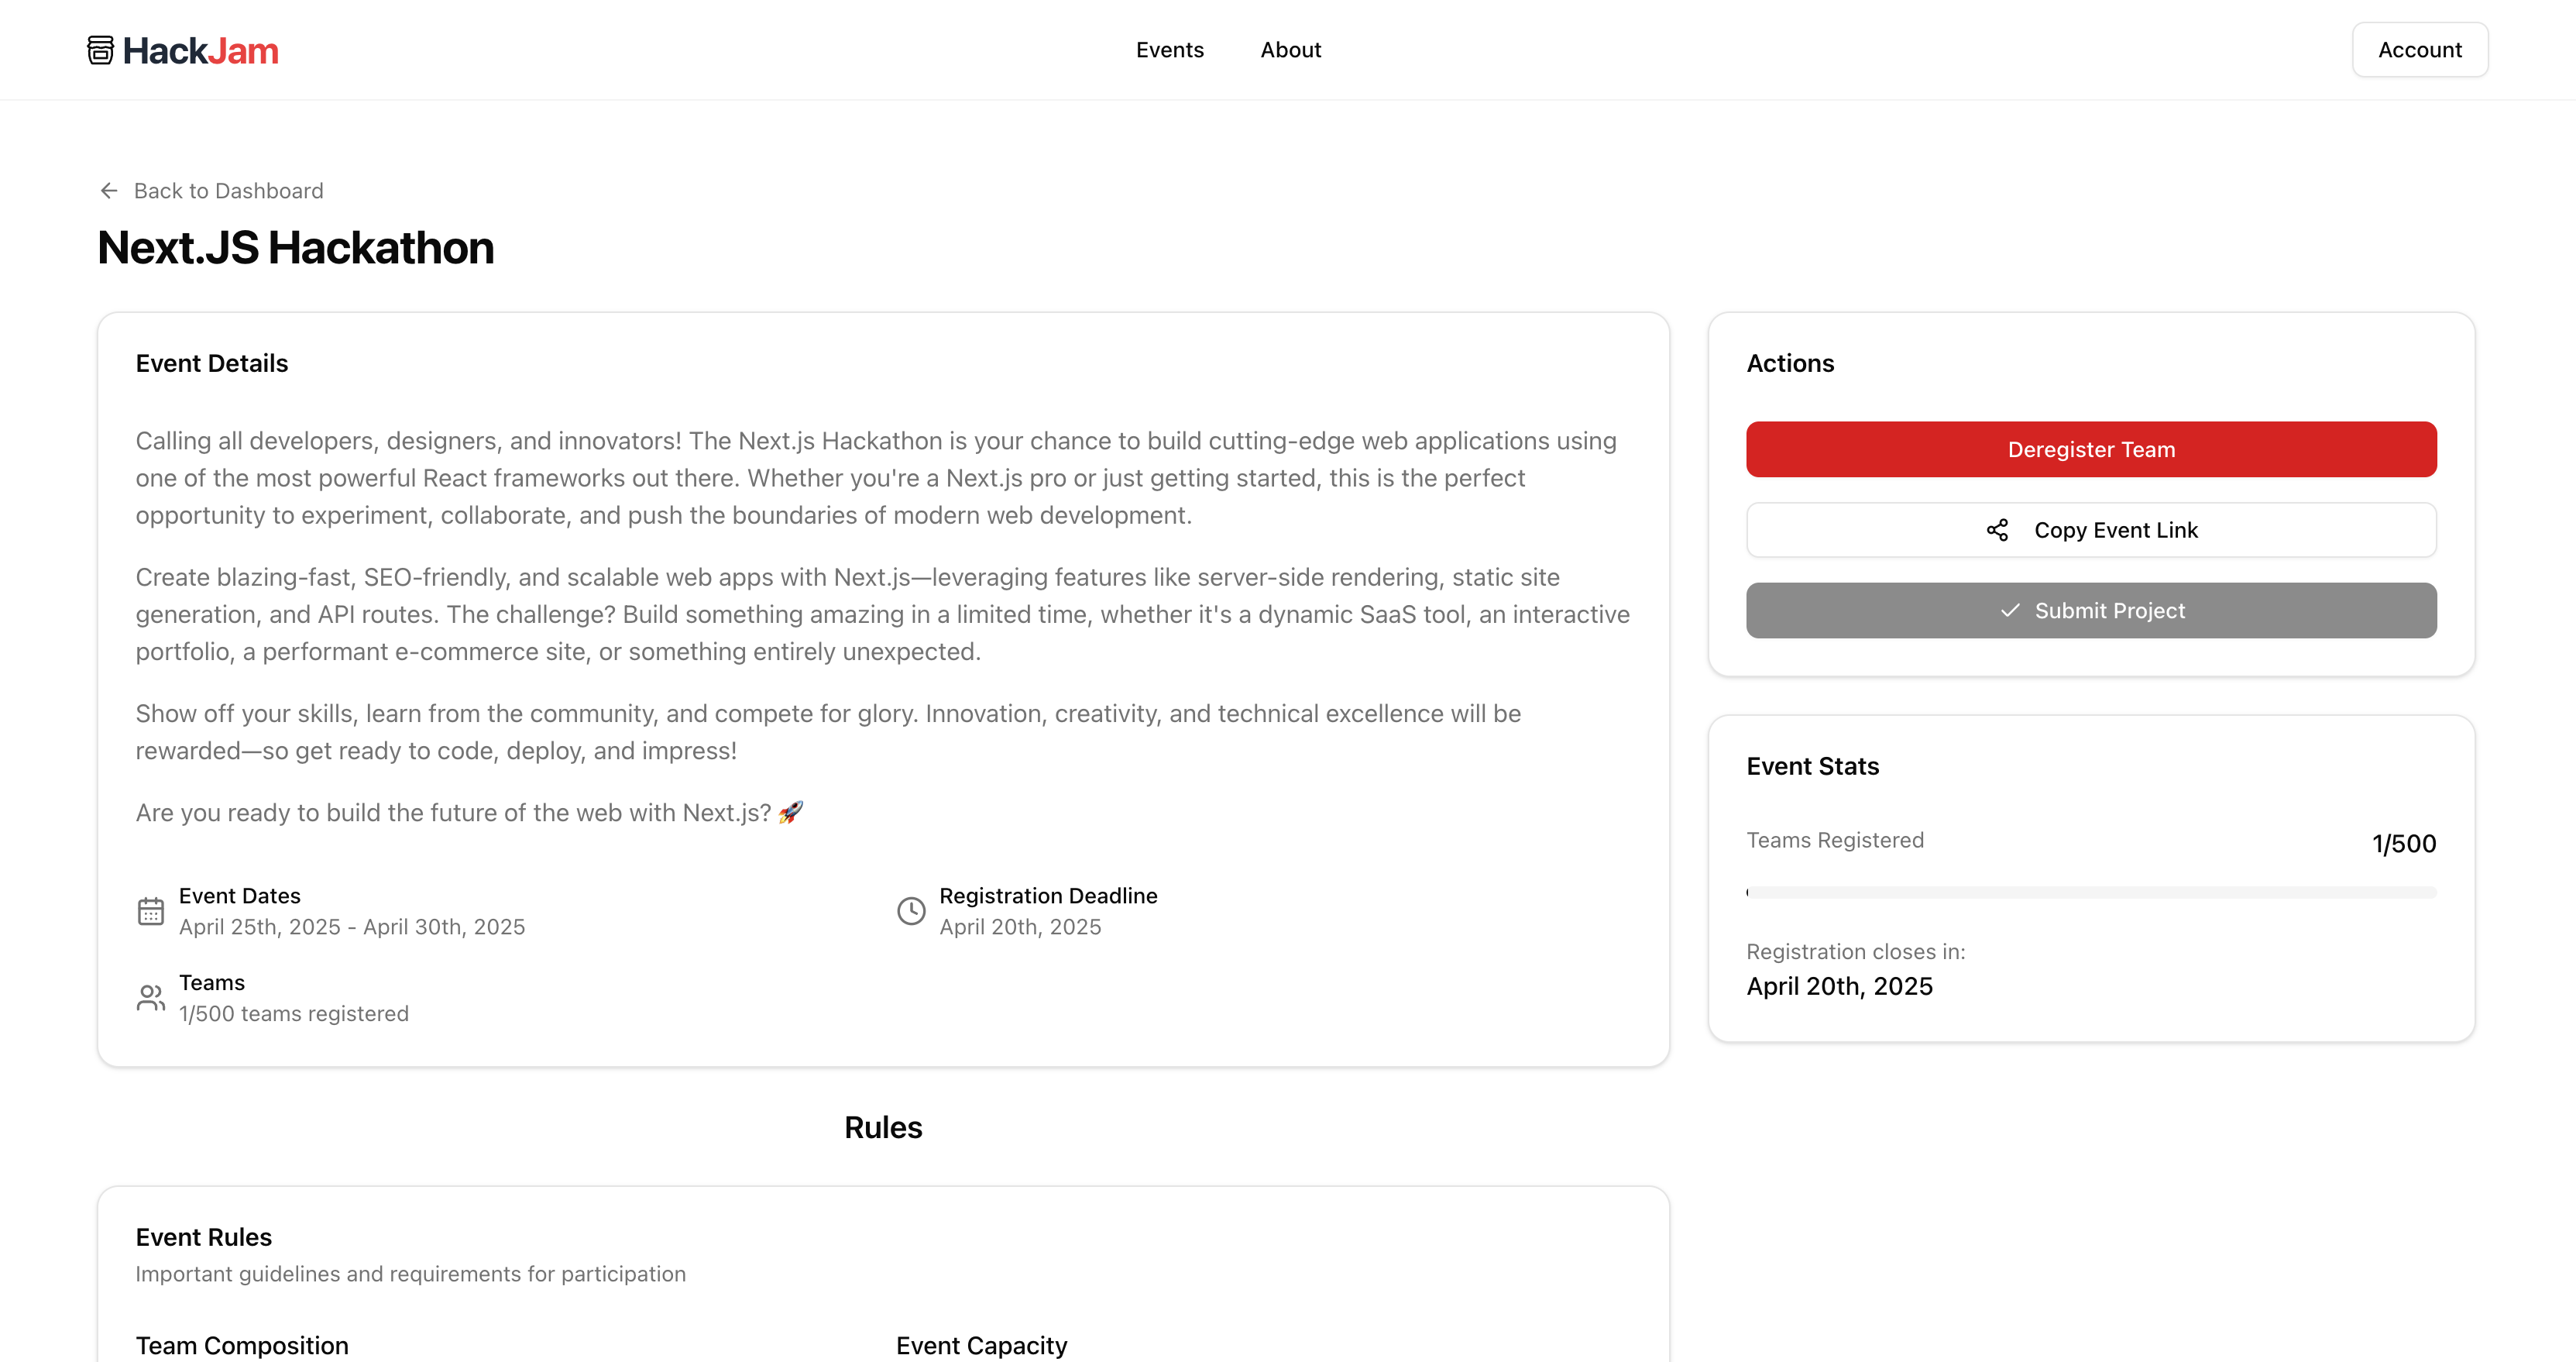 HackJam
Events
About
Account
Back to Dashboard
Next.JS Hackathon
Event Details
Calling all developers, designers, and innovators! The Next.js Hackathon is your chance to build cutting-edge web applications using
one of the most powerful React frameworks out there. Whether you're a Next.js pro or just getting started, this is the perfect
opportunity to experiment, collaborate, and push the boundaries of modern web development.
Create blazing-fast, SEO-friendly, and scalable web apps with Next.js—leveraging features like server-side rendering, static site
generation, and API routes. The challenge? Build something amazing in a limited time, whether it's a dynamic SaaS tool, an interactive
portfolio, a performant e-commerce site, or something entirely unexpected.
Show off your skills, learn from the community, and compete for glory. Innovation, creativity, and technical excellence will be
rewarded—so get ready to code, deploy, and impress!
Are you ready to build the future of the web with Next.js? 🚀
Event Dates
April 25th, 2025 - April 30th, 2025
Registration Deadline
April 20th, 2025
Teams
1/500 teams registered
Actions
Deregister Team
Copy Event Link
Submit Project
Event Stats
Teams Registered
1/500
Registration closes in:
April 20th, 2025
Rules
Event Rules
Important guidelines and requirements for participation
Team Composition
Event Capacity